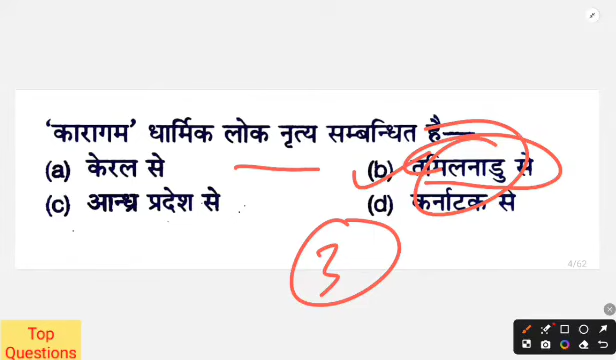 'कारागम' धार्मिक लोक नृत्य सम्बन्धित है—
(a) केरल से (b) तमिलनाडु से
(c) आन्ध्र प्रदेश से (d) कर्नाटक से
3
4/62
Top
Questions